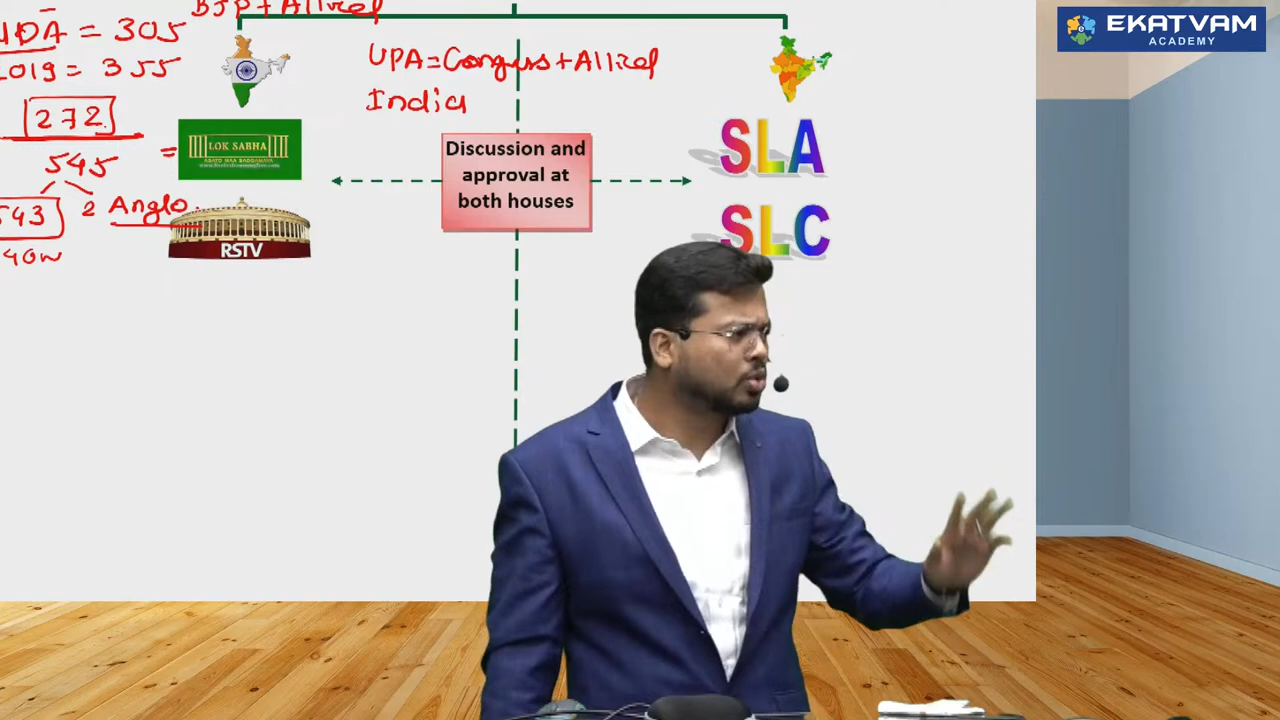 BJP + Allied
NDA = 305
2019 = 355
272
545
543
2 Anglo
UPA = Congress + Allied
India
=
LOK SABHA
RSTV
Discussion and
approval at
both houses
SLA
SLC
EKATVAM
ACADEMY